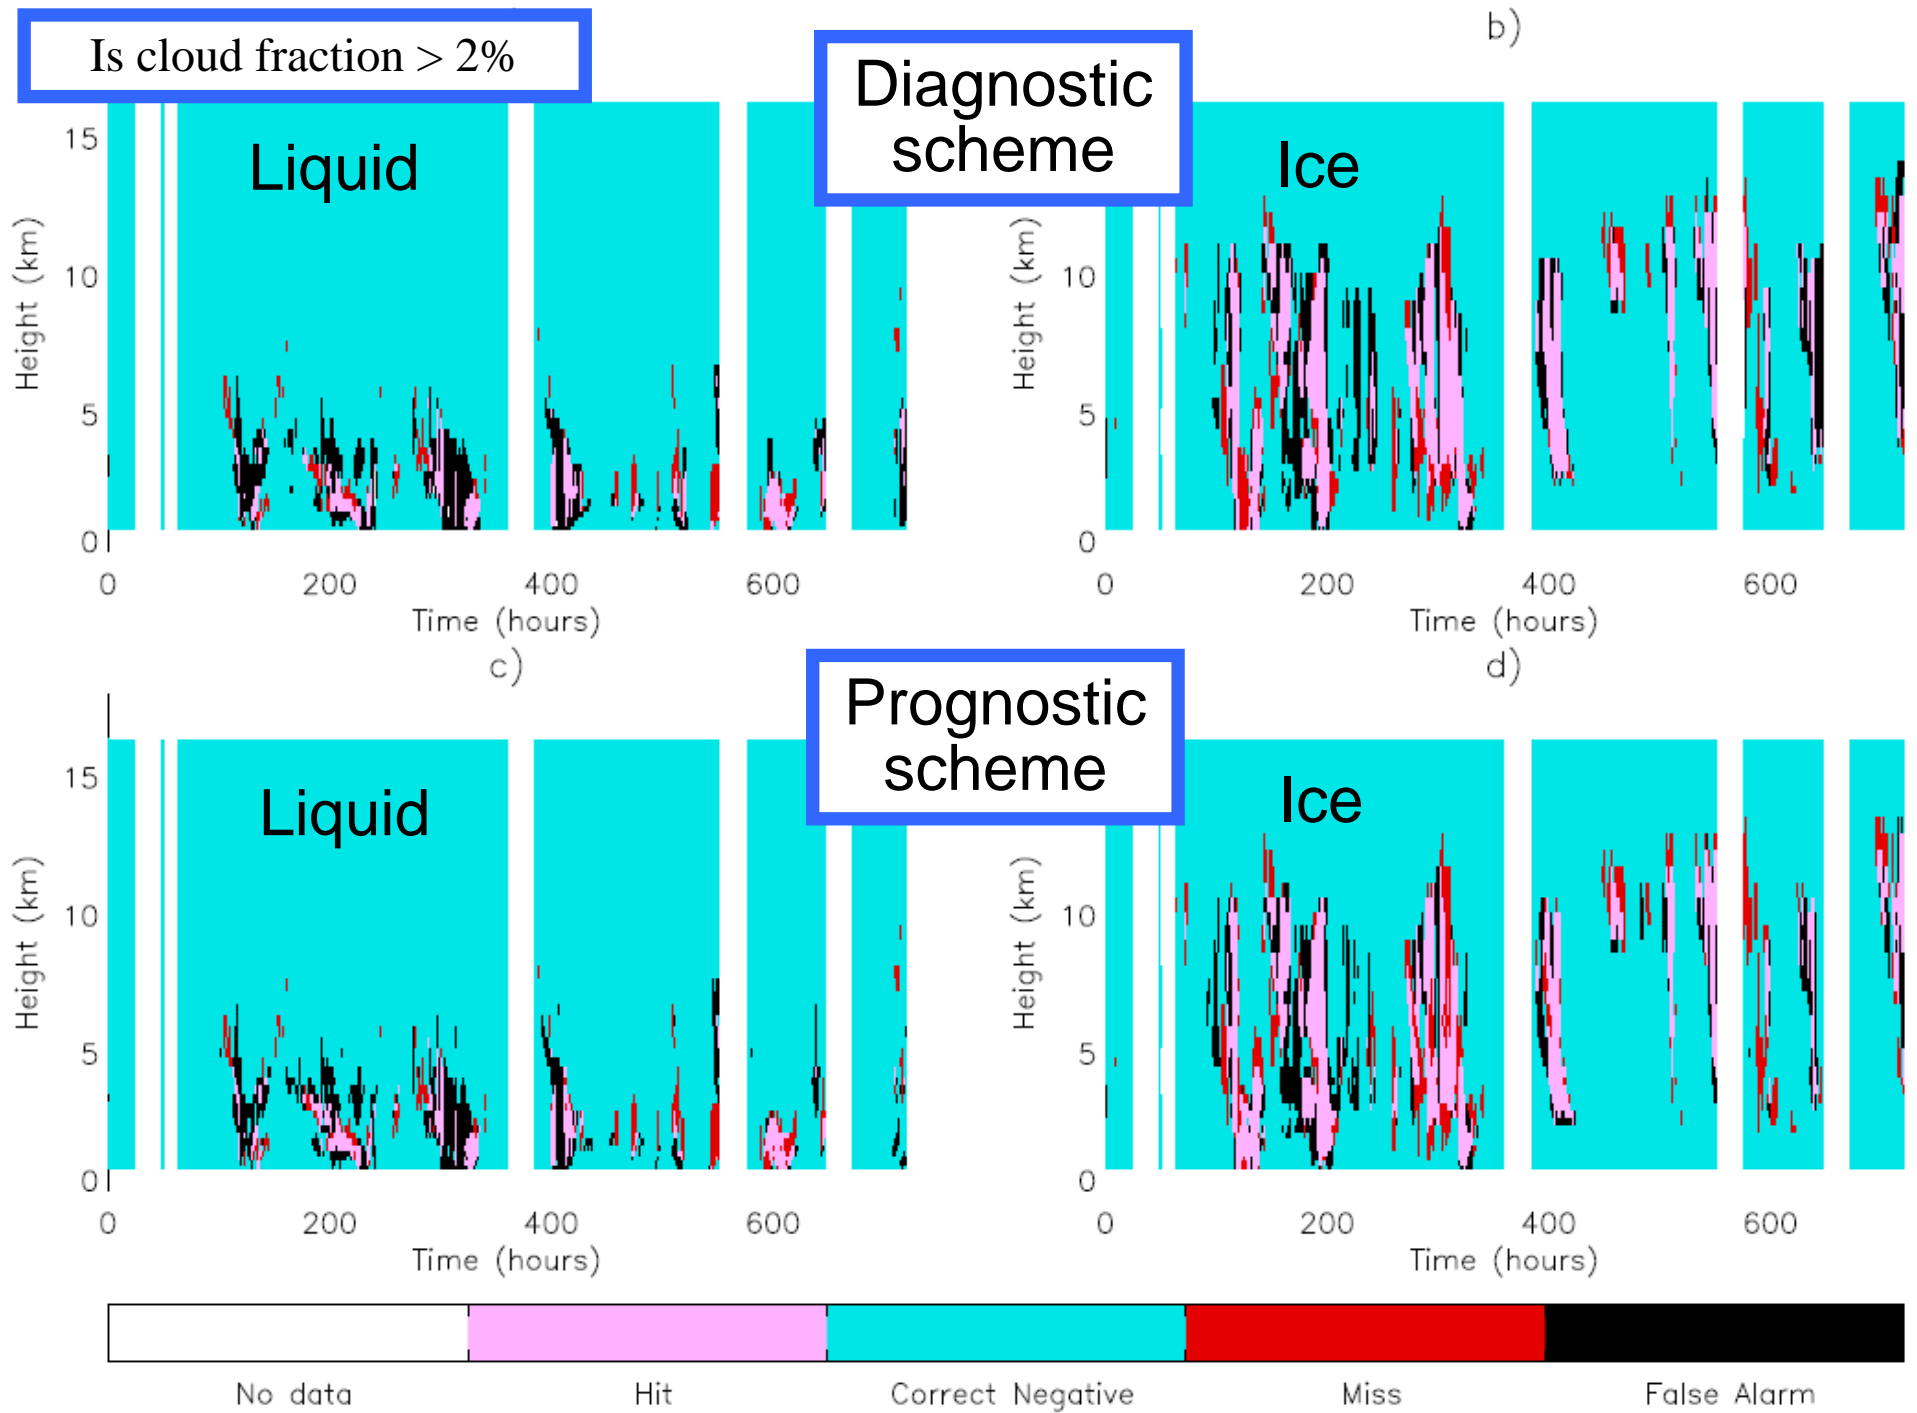 Is cloud fraction > 2%
b)
Diagnostic
scheme
Liquid
Ice
15
10
5
0
Height (km)
0 200 400 600
Time (hours)
10
5
0
Height (km)
0 200 400 600
Time (hours)
c)
d)
Prognostic
scheme
Liquid
Ice
15
10
5
0
Height (km)
0 200 400 600
Time (hours)
10
5
0
Height (km)
0 200 400 600
Time (hours)
No data Hit Correct Negative Miss False Alarm